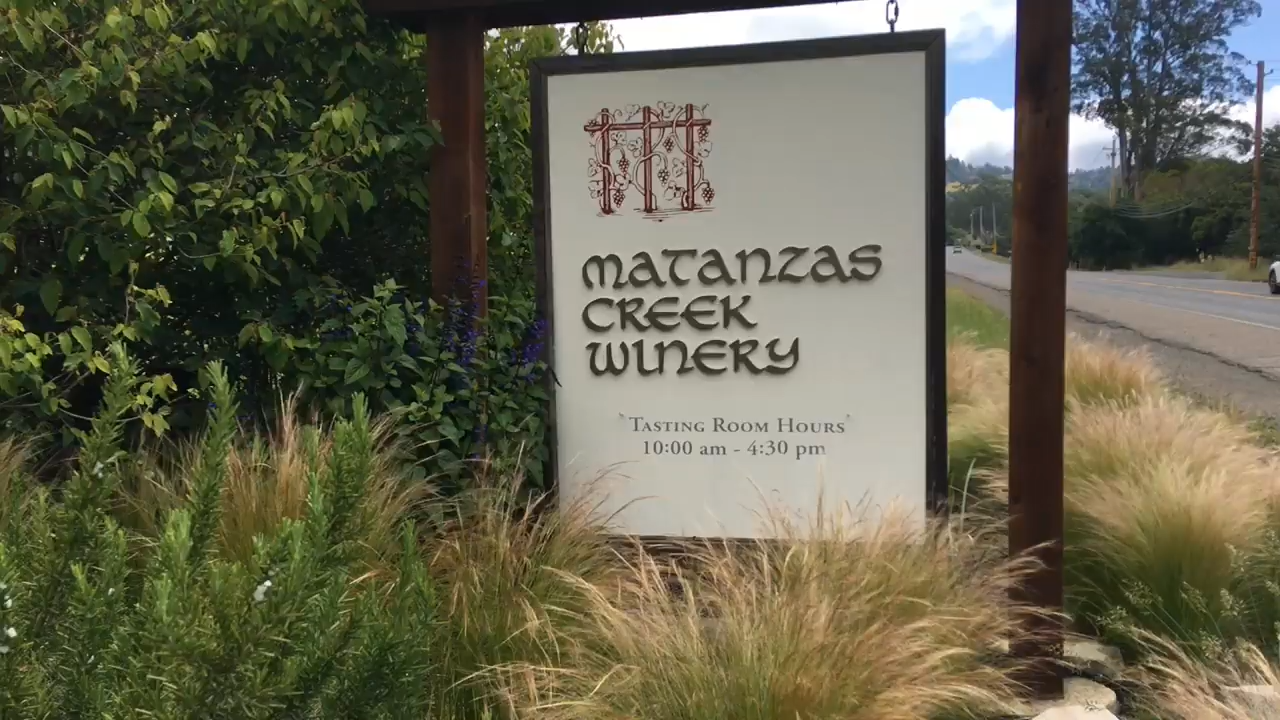 MATANZAS
CREEK
WINERY
TASTING ROOM HOURS
10:00 am - 4:30 pm